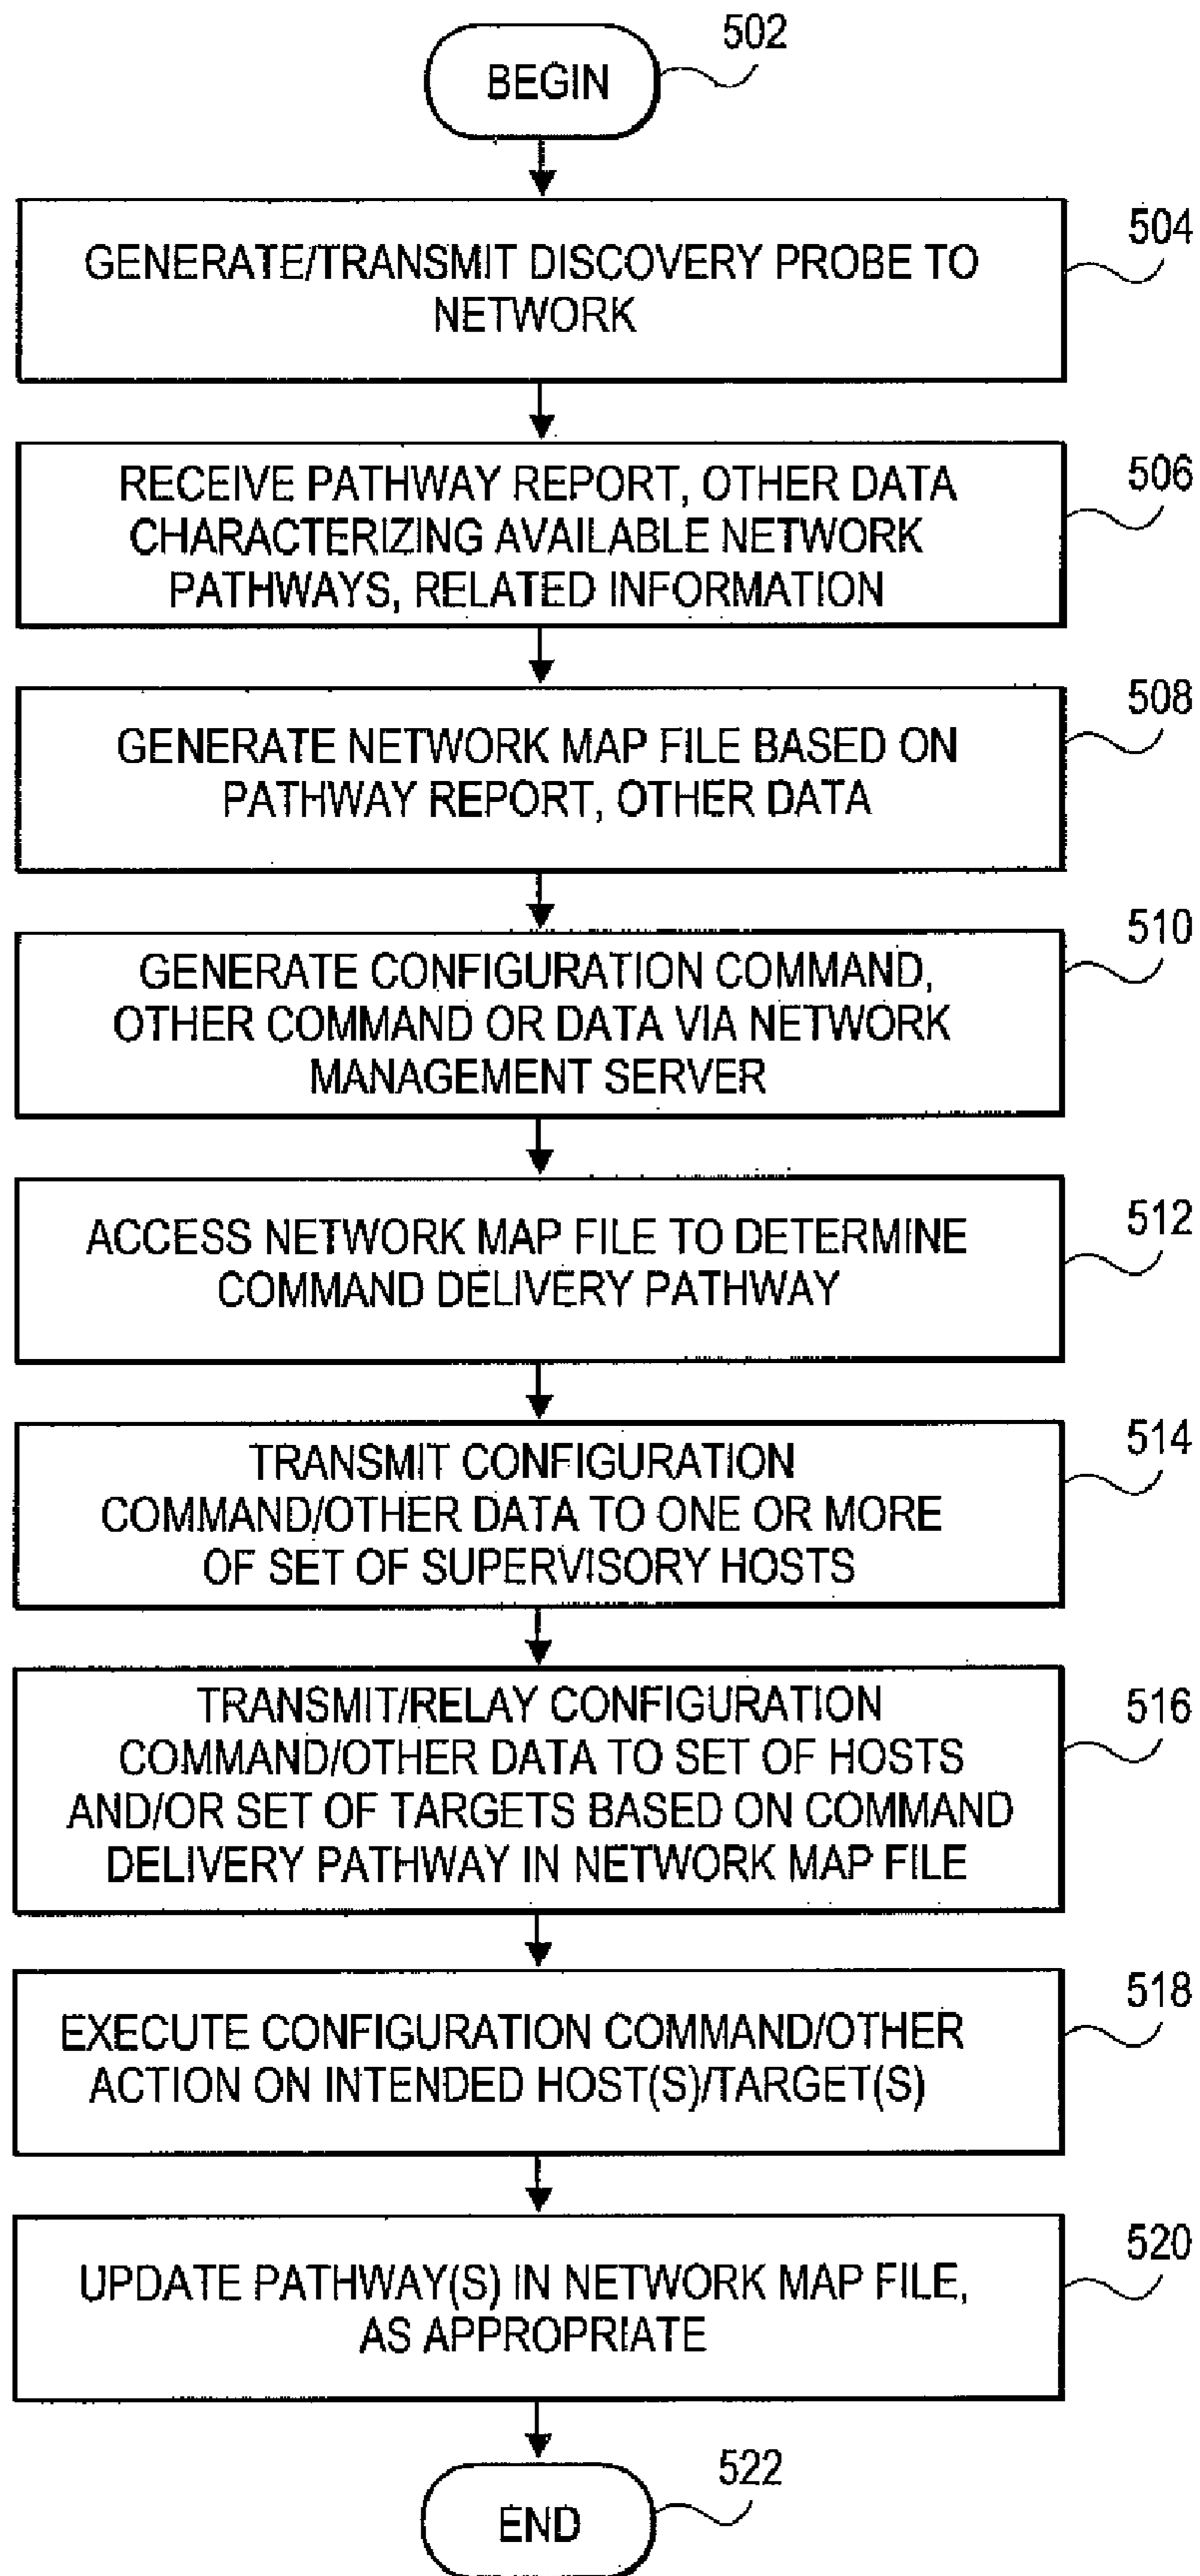 BEGIN
502
504
GENERATE/TRANSMIT DISCOVERY PROBE TO
NETWORK
506
RECEIVE PATHWAY REPORT, OTHER DATA
CHARACTERIZING AVAILABLE NETWORK
PATHWAYS, RELATED INFORMATION
508
GENERATE NETWORK MAP FILE BASED ON
PATHWAY REPORT, OTHER DATA
510
GENERATE CONFIGURATION COMMAND,
OTHER COMMAND OR DATA VIA NETWORK
MANAGEMENT SERVER
512
ACCESS NETWORK MAP FILE TO DETERMINE
COMMAND DELIVERY PATHWAY
514
TRANSMIT CONFIGURATION
COMMAND/OTHER DATA TO ONE OR MORE
OF SET OF SUPERVISORY HOSTS
516
TRANSMIT/RELAY CONFIGURATION
COMMAND/OTHER DATA TO SET OF HOSTS
AND/OR SET OF TARGETS BASED ON COMMAND
DELIVERY PATHWAY IN NETWORK MAP FILE
518
EXECUTE CONFIGURATION COMMAND/OTHER
ACTION ON INTENDED HOST(S)/TARGET(S)
520
UPDATE PATHWAY(S) IN NETWORK MAP FILE,
AS APPROPRIATE
522
END